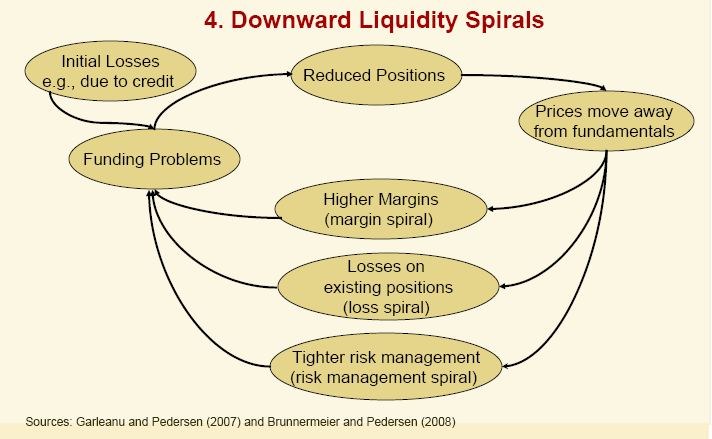 4. Downward Liquidity Spirals
Initial Losses
e.g., due to credit
Reduced Positions
Prices move away
from fundamentals
Funding Problems
Higher Margins
(margin spiral)
Losses on
existing positions
(loss spiral)
Tighter risk management
(risk management spiral)
Sources: Garleanu and Pedersen (2007) and Brunnermeier and Pedersen (2008)